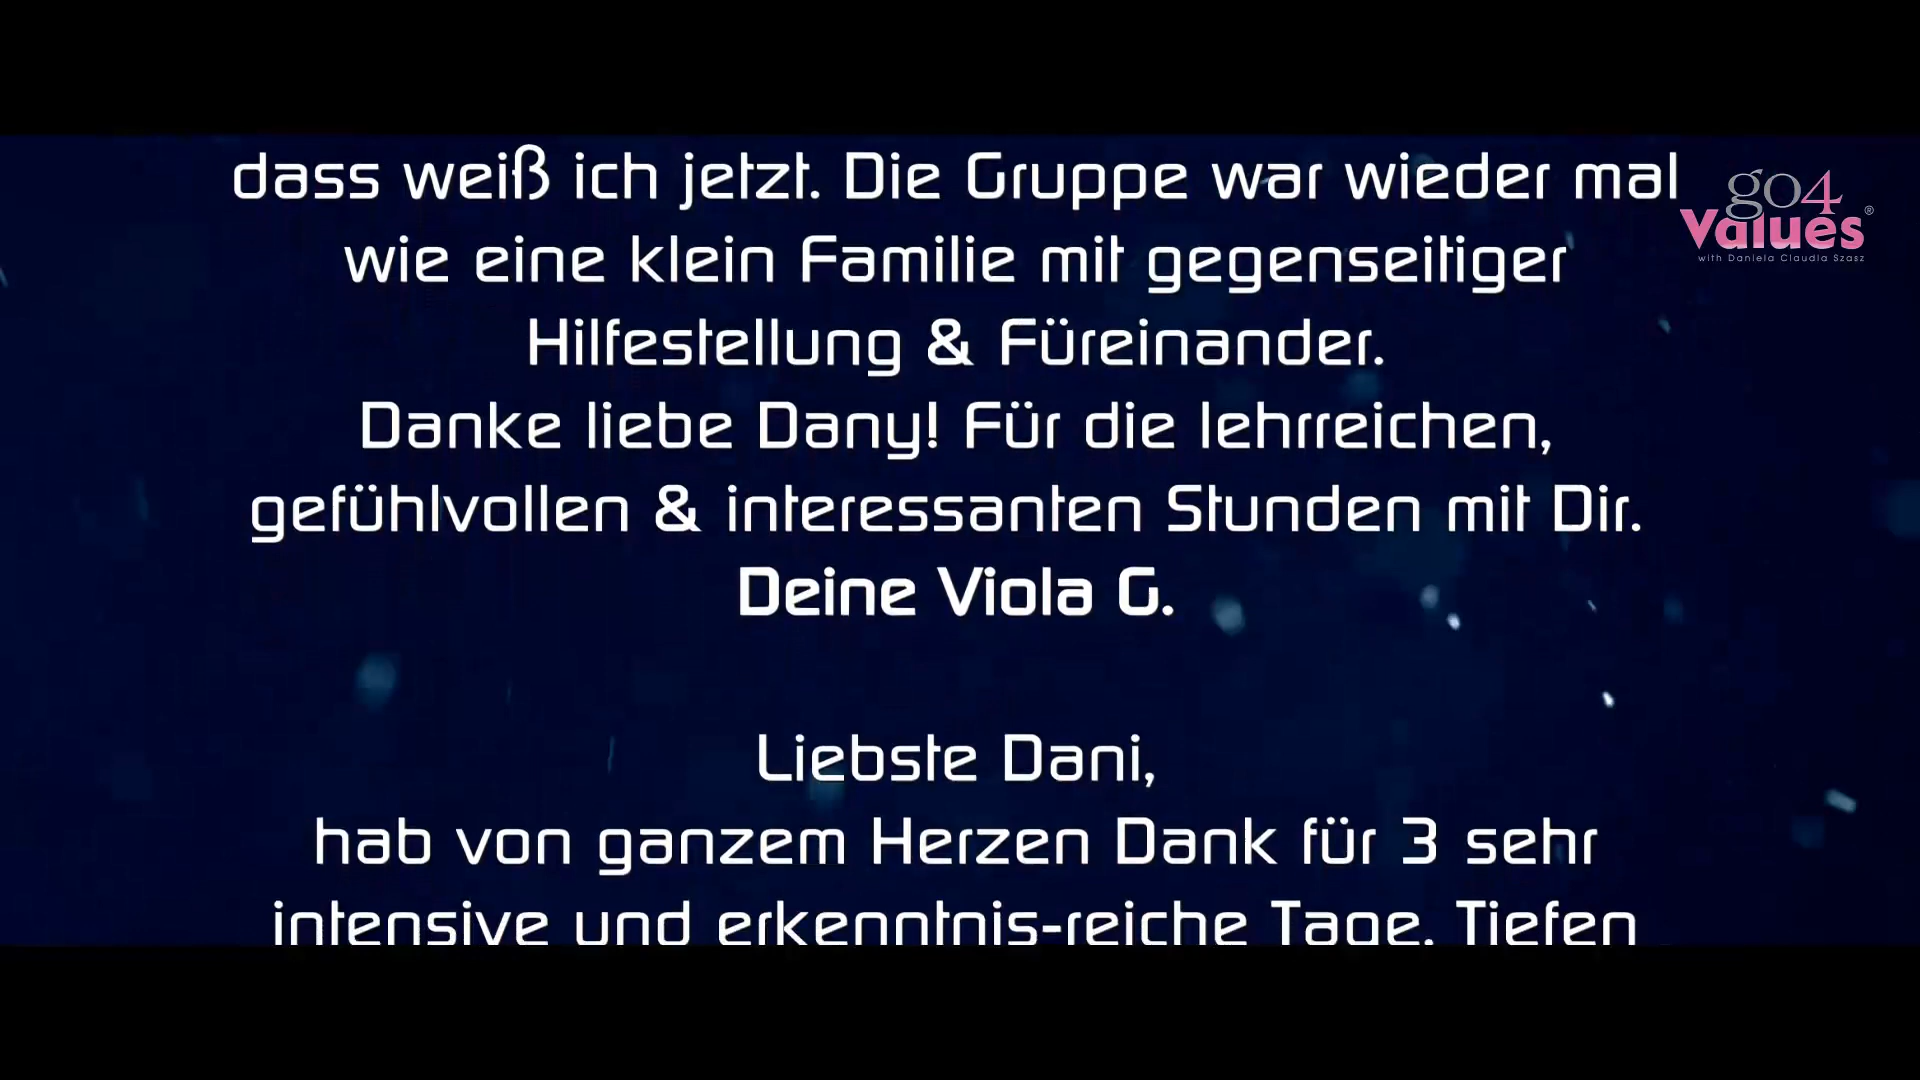 dass weiß ich jetzt. Die Gruppe war wieder mal
wie eine klein Familie mit gegenseitiger
Hilfestellung & Füreinander.
Danke liebe Dany! Für die lehrreichen,
gefühlvollen & interessanten Stunden mit Dir.
Deine Viola G.
Liebste Dani,
hab von ganzem Herzen Dank für 3 sehr
intensive und erkenntnis-reiche Tage. Tiefen
go4
Values®
with Daniela Claudia Szasz